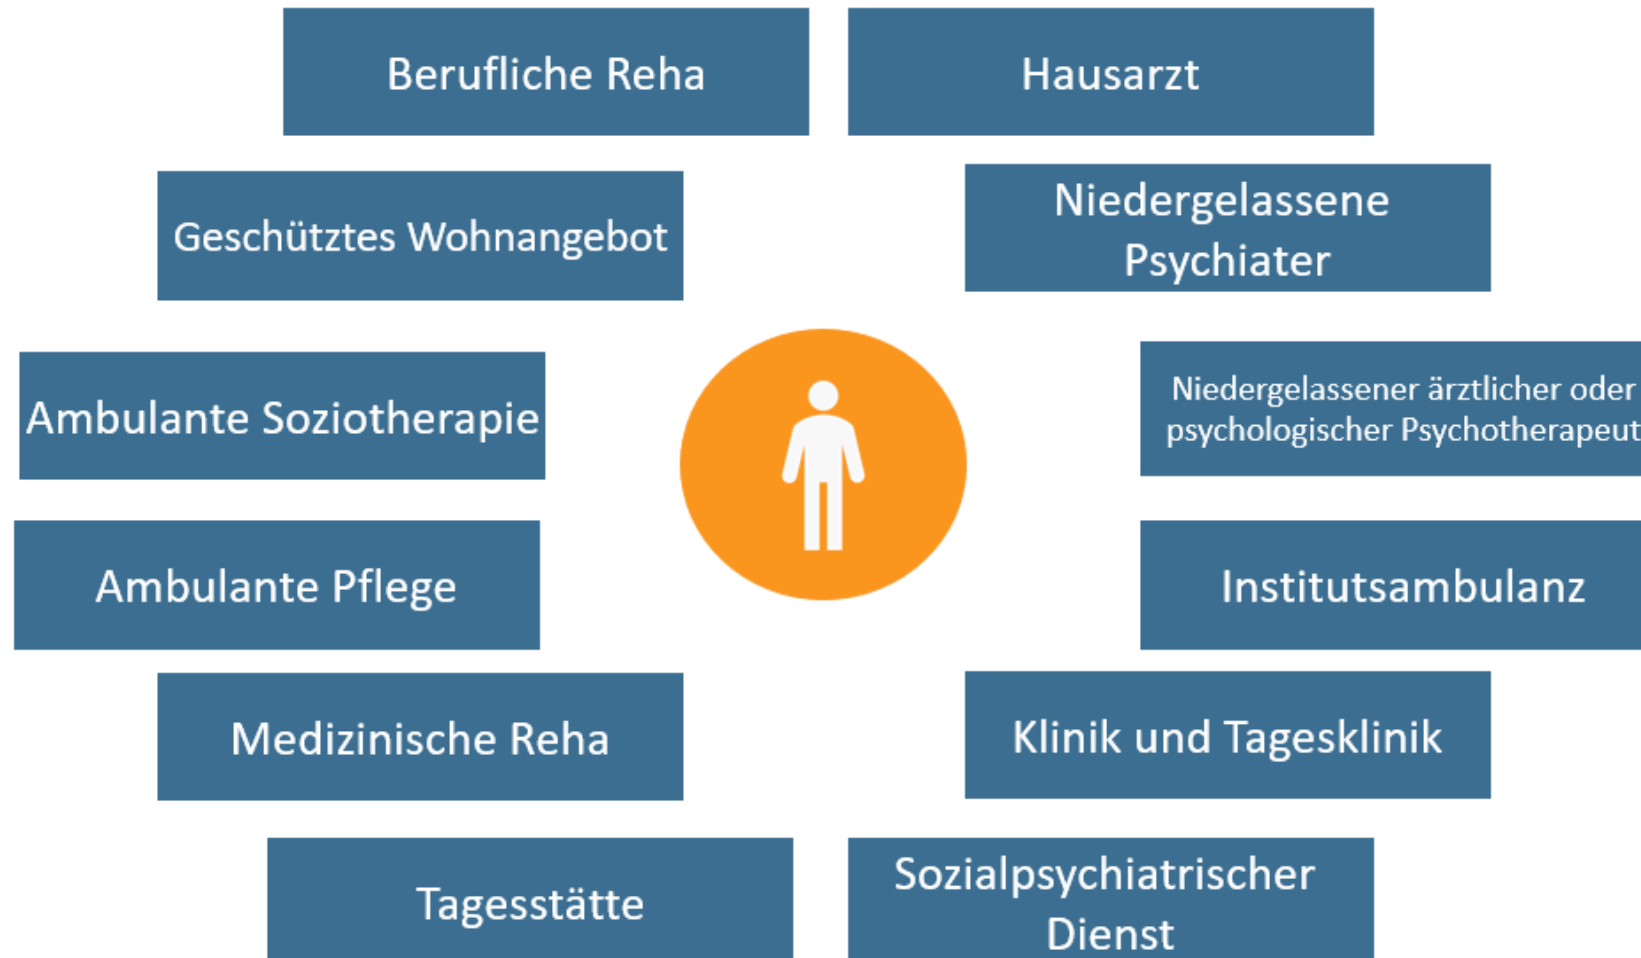 Berufliche Reha
Hausarzt
Geschütztes Wohnangebot
Niedergelassene
Psychiater
Ambulante Soziotherapie
Niedergelassener ärztlicher oder
psychologischer Psychotherapeut
Ambulante Pflege
Institutsambulanz
Medizinische Reha
Klinik und Tagesklinik
Tagesstätte
Sozialpsychiatrischer
Dienst